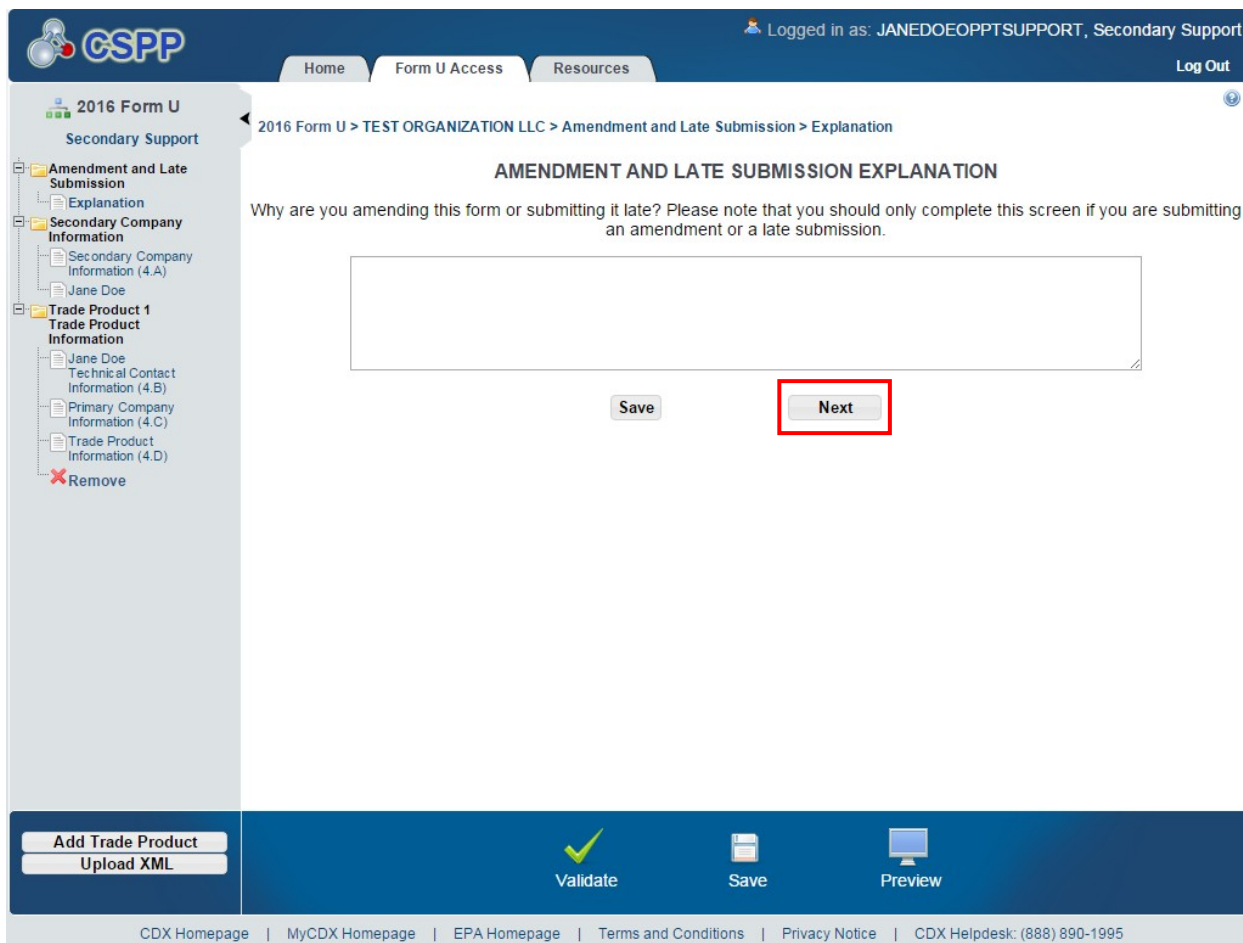 CSPP
Logged in as: JANEDOEOPPTSUPPORT, Secondary Support
Home
Form U Access
Resources
Log Out
2016 Form U
Secondary Support
Amendment and Late
Submission
Explanation
Secondary Company
Information
Secondary Company
Information (4.A)
Jane Doe
Trade Product 1
Trade Product
Information
Jane Doe
Technical Contact
Information (4.B)
Primary Company
Information (4.C)
Trade Product
Information (4.D)
Remove
2016 Form U > TEST ORGANIZATION LLC > Amendment and Late Submission > Explanation
AMENDMENT AND LATE SUBMISSION EXPLANATION
Why are you amending this form or submitting it late? Please note that you should only complete this screen if you are submitting
an amendment or a late submission.
Save
Next
Add Trade Product
Upload XML
Validate
Save
Preview
CDX Homepage | MyCDX Homepage | EPA Homepage | Terms and Conditions | Privacy Notice | CDX Helpdesk: (888) 890-1995